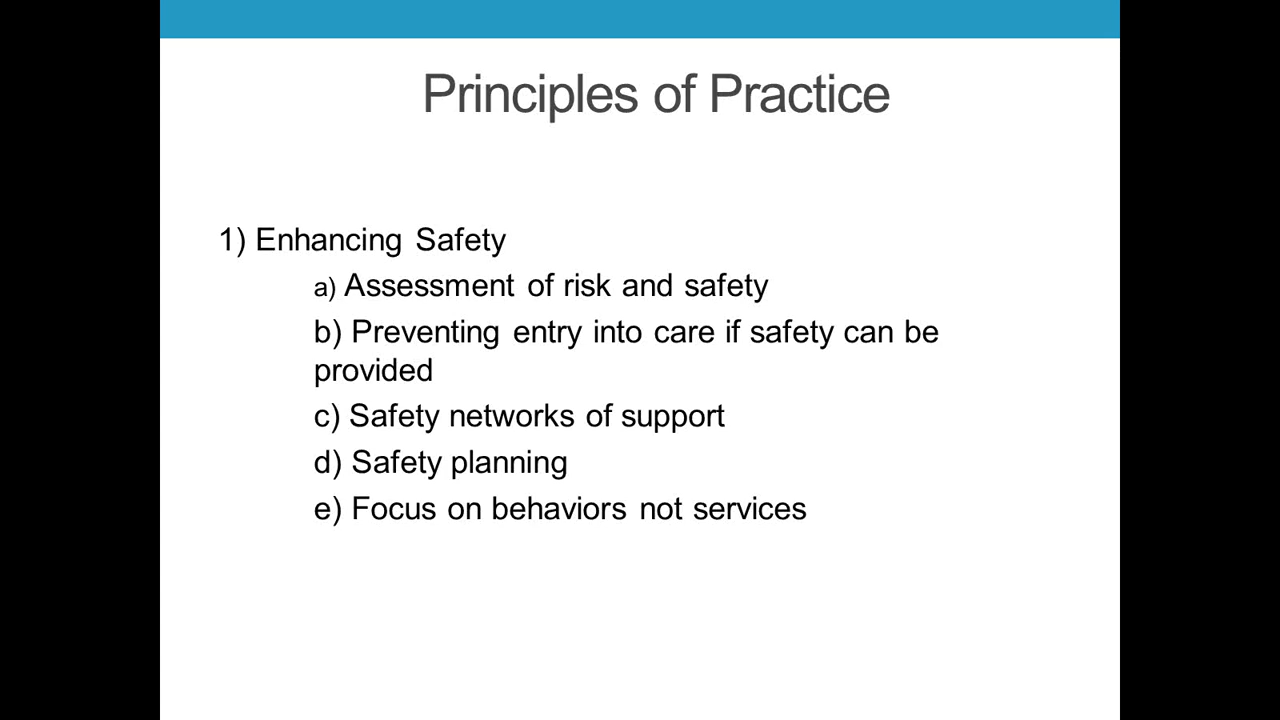 Principles of Practice
1) Enhancing Safety
a) Assessment of risk and safety
b) Preventing entry into care if safety can be
provided
c) Safety networks of support
d) Safety planning
e) Focus on behaviors not services